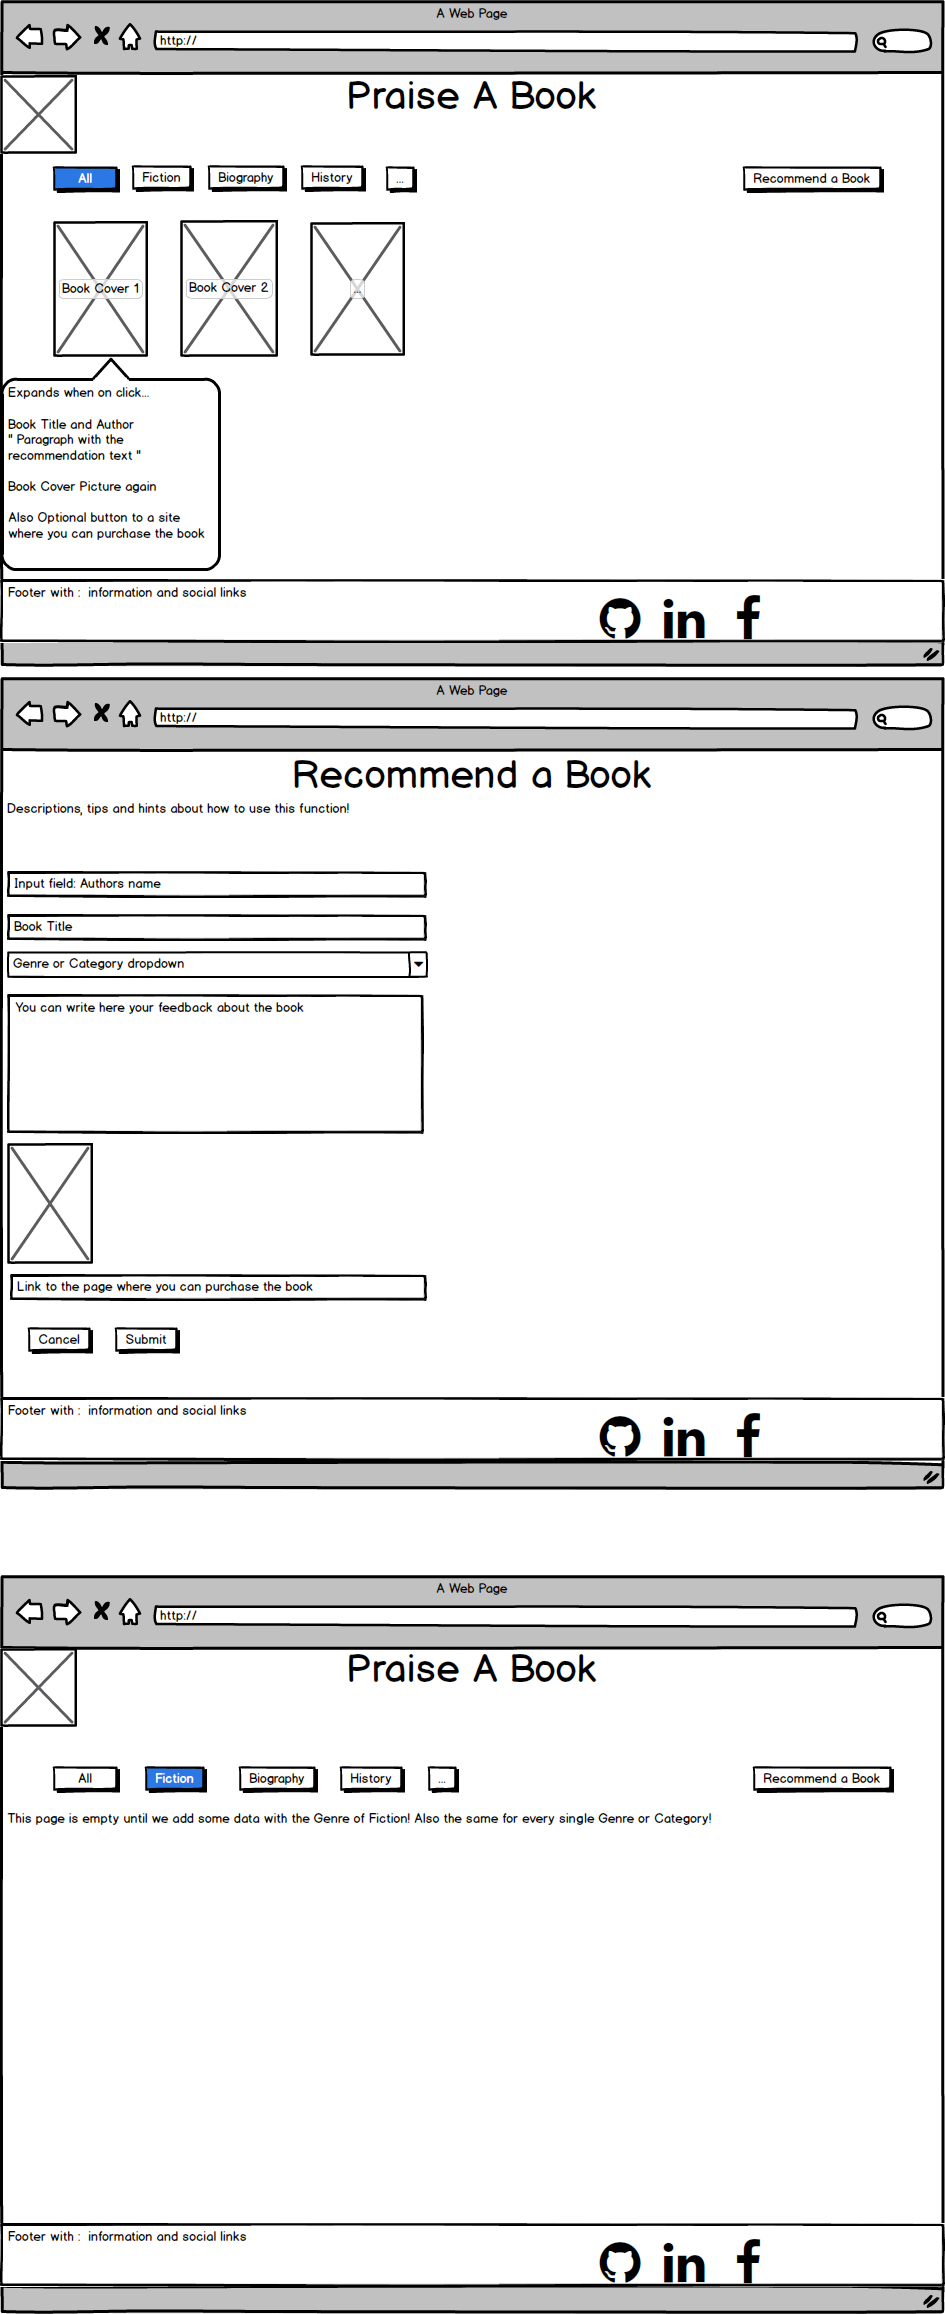 A Web Page
http://
Praise A Book
All
Fiction
Biography
History
...
Recommend a Book
Book Cover 1
Book Cover 2
...
Expands when on click...
Book Title and Author
" Paragraph with the
recommendation text "
Book Cover Picture again
Also Optional button to a site
where you can purchase the book
Footer with :  information and social links
in
f
A Web Page
http://
Recommend a Book
Descriptions, tips and hints about how to use this function!
Input field: Authors name
Book Title
Genre or Category dropdown
You can write here your feedback about the book
Link to the page where you can purchase the book
Cancel
Submit
Footer with :  information and social links
in
f
A Web Page
http://
Praise A Book
All
Fiction
Biography
History
...
Recommend a Book
This page is empty until we add some data with the Genre of Fiction! Also the same for every single Genre or Category!
Footer with :  information and social links
in
f